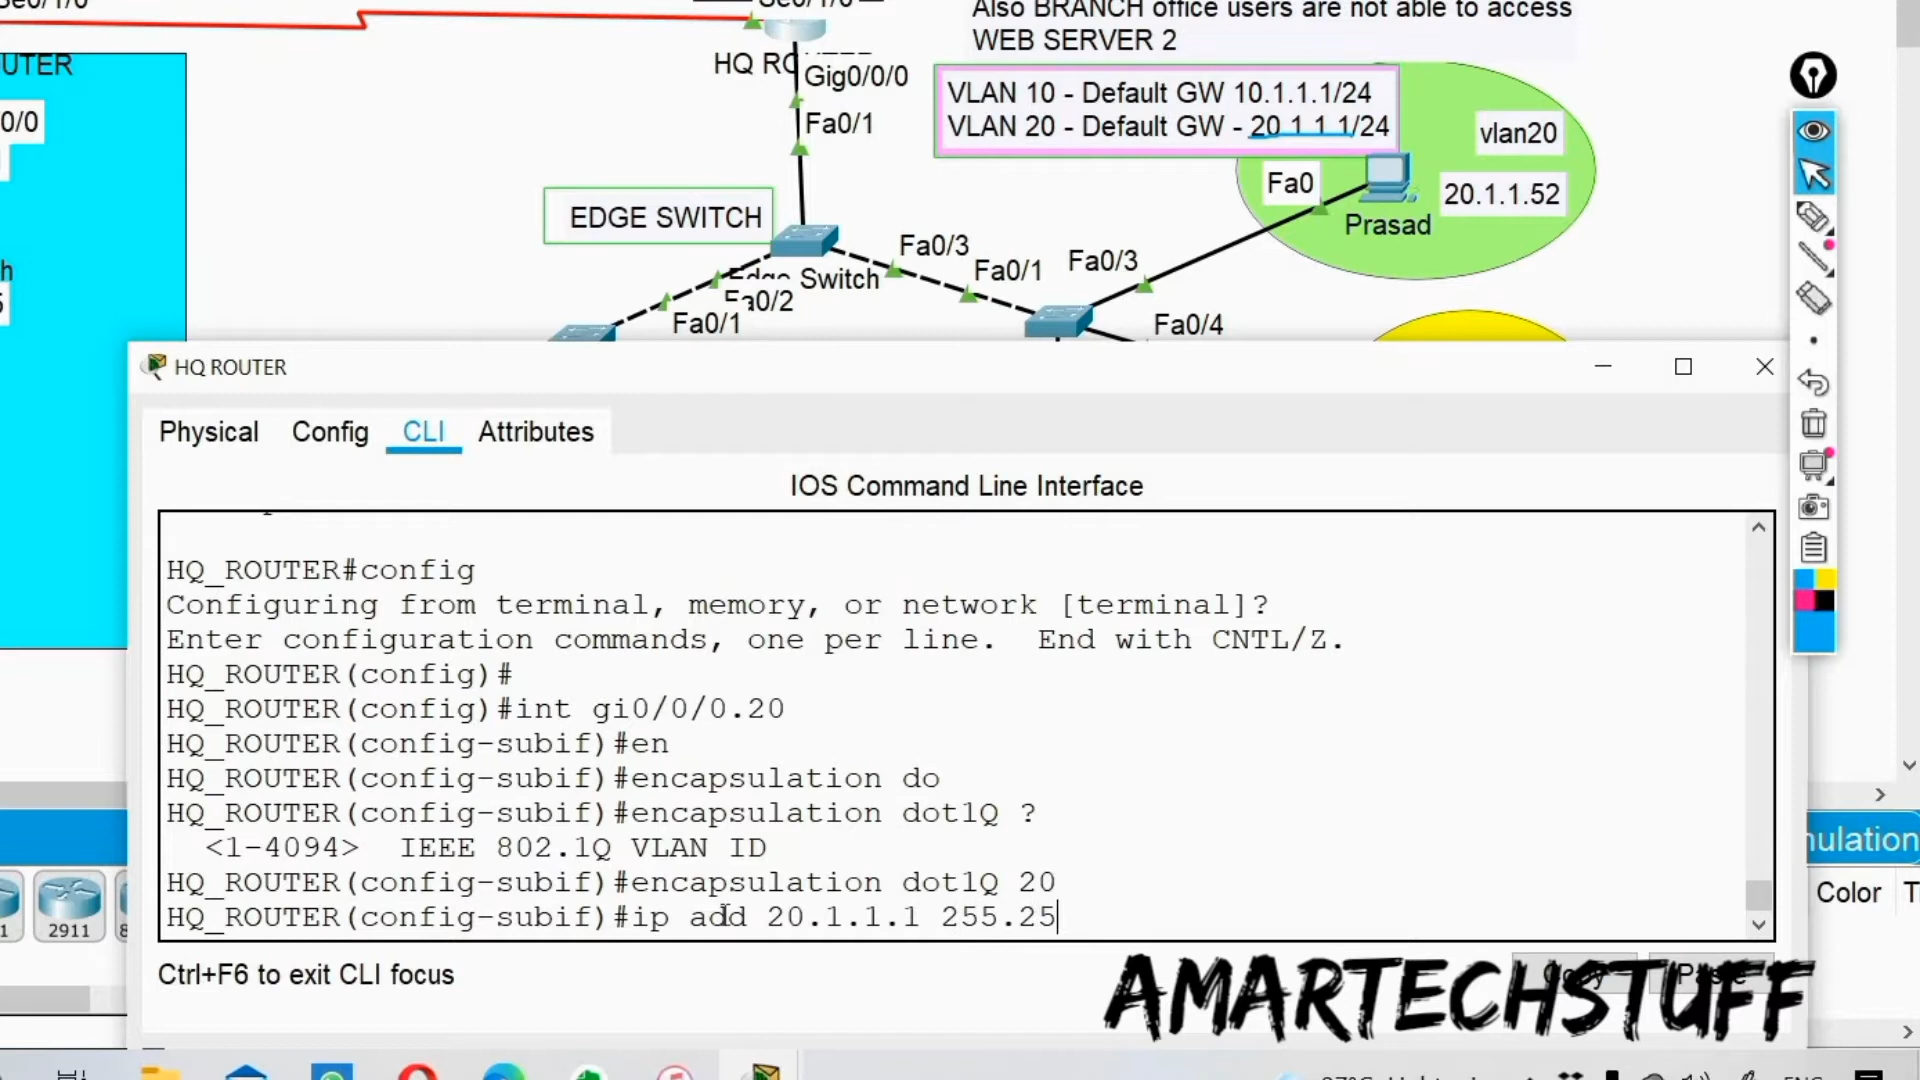 Se0/1/0
Also BRANCH office users are not able to access
WEB SERVER 2
HQ
Gig0/0/0
VLAN 10 - Default GW 10.1.1.1/24
VLAN 20 - Default GW - 20.1.1.1/24
vlan20
0/0
Fa0/1
Fa0
20.1.1.52
Prasad
EDGE SWITCH
Fa0/3
Fa0/1
Fa0/3
Edge Switch
Fa0/2
Fa0/1
Fa0/4
HQ ROUTER
Physical Config CLI Attributes
IOS Command Line Interface
HQ_ROUTER#config
Configuring from terminal, memory, or network [terminal]?
Enter configuration commands, one per line. End with CNTL/Z.
HQ_ROUTER(config)#
HQ_ROUTER(config)#int gi0/0/0.20
HQ_ROUTER(config-subif)#en
HQ_ROUTER(config-subif)#encapsulation do
HQ_ROUTER(config-subif)#encapsulation dot1Q ?
<1-4094> IEEE 802.1Q VLAN ID
HQ_ROUTER(config-subif)#encapsulation dot1Q 20
HQ_ROUTER(config-subif)#ip add 20.1.1.1 255.25
Ctrl+F6 to exit CLI focus
Copy Paste
AMARTECHSTUFF
2911
Color
ENG